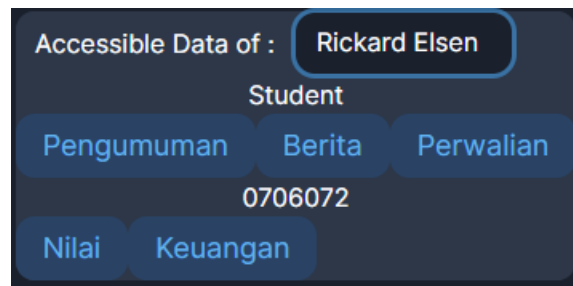 Accessible Data of : Rickard Elsen
Student
Pengumuman Berita Perwalian
0706072
Nilai Keuangan